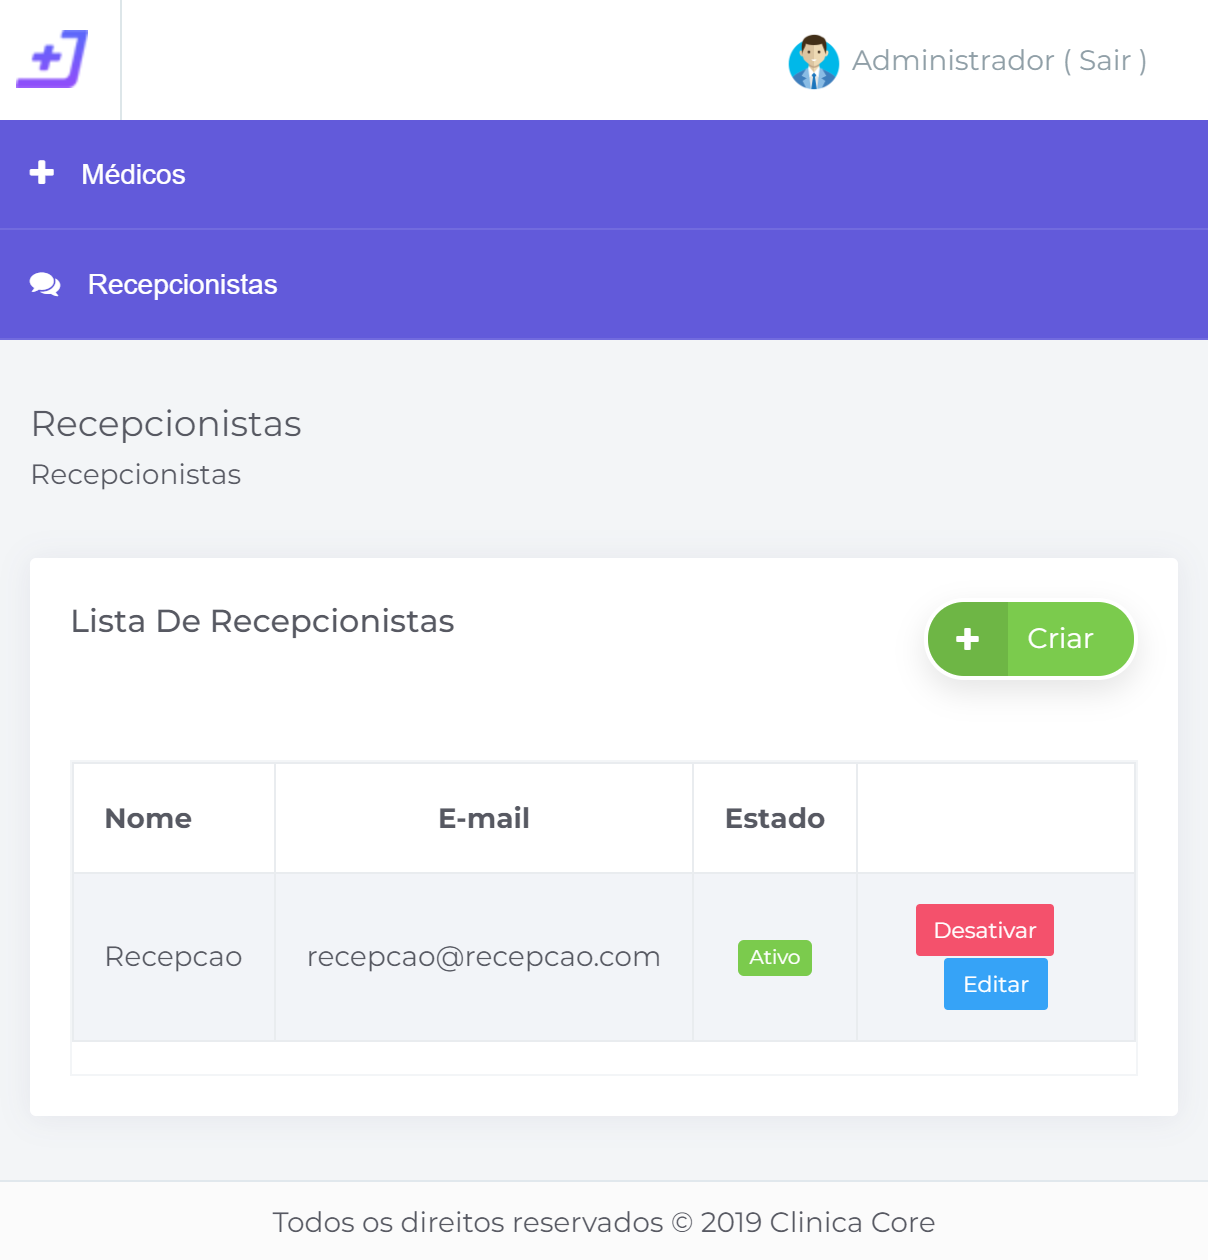 Administrador ( Sair )
Médicos
Recepcionistas
Recepcionistas
Recepcionistas
Lista De Recepcionistas
Criar
Nome E-mail Estado
Recepcao recepcao@recepcao.com Ativo Desativar
Editar
Todos os direitos reservados © 2019 Clinica Core